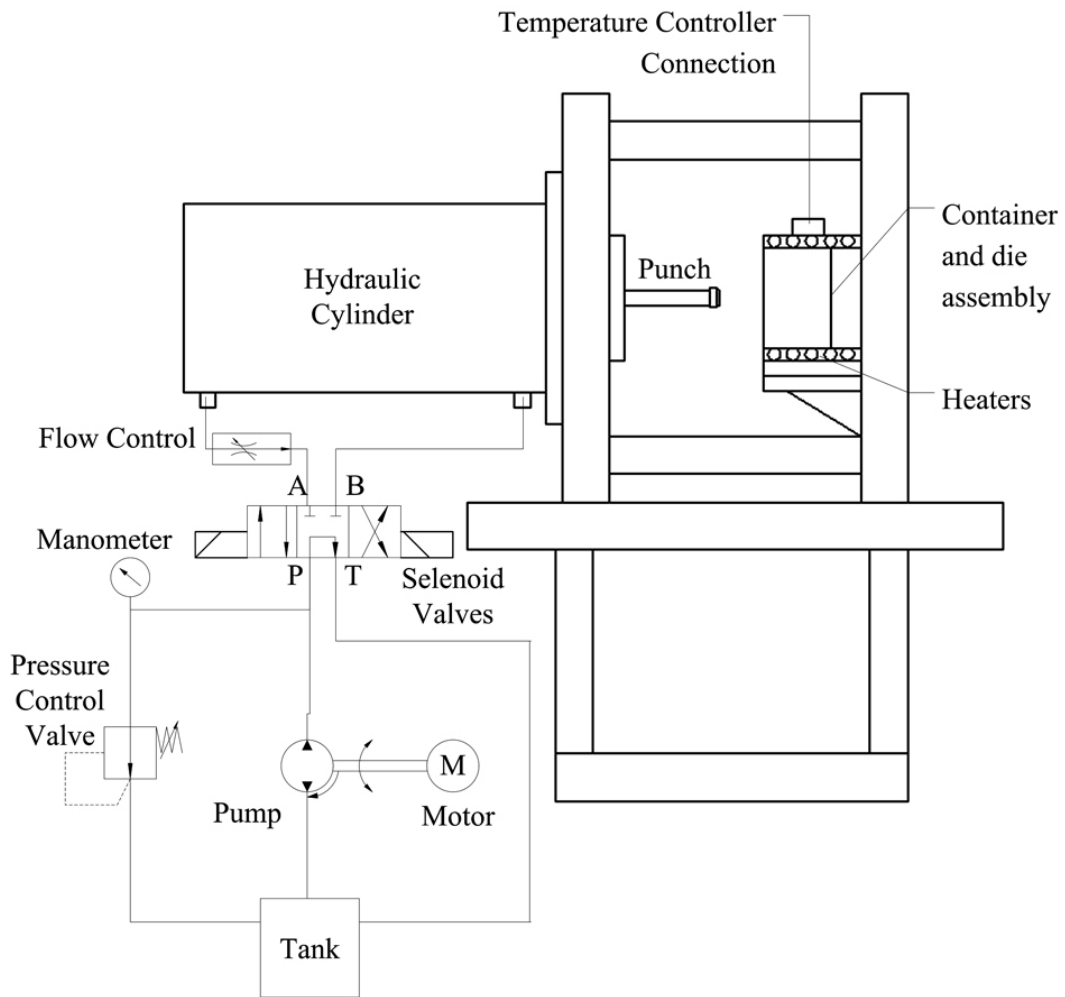 Temperature Controller
Connection
Container
and die
assembly
Punch
Hydraulic
Cylinder
Heaters
Flow Control
A
B
Manometer
P
T
Selenoid
Valves
Pressure
Control
Valve
M
Pump
Motor
Tank